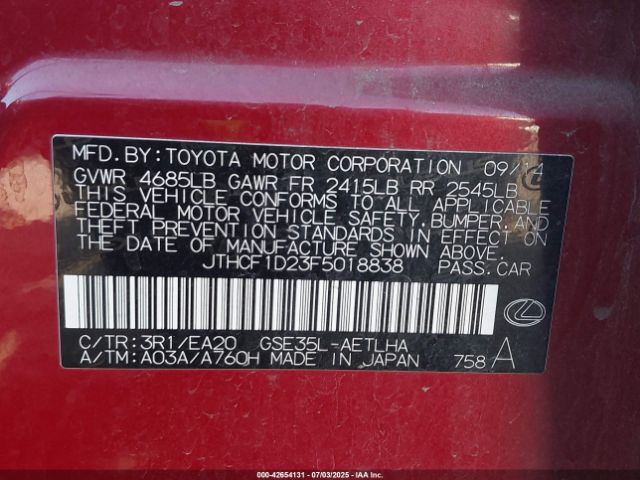 MFD.BY:TOYOTA MOTOR CORPORATION 09/14
GVWR 4685LB GAWR FR 2415LB RR 2545LB
THIS VEHICLE CONFORMS TO ALL APPLICABLE
FEDERAL MOTOR VEHICLE SAFETY, BUMPER, AND
THEFT PREVENTION STANDARDS IN EFFECT ON
THE DATE OF MANUFACTURE SHOWN ABOVE.
JTHCF1D23F5018838 PASS.CAR
C/TR:3R1/EA20 GSE35L-AETLHA
A/TM:A03A/A760H MADE IN JAPAN 758 A
000-42654131 - 07/03/2025 - IAA Inc.